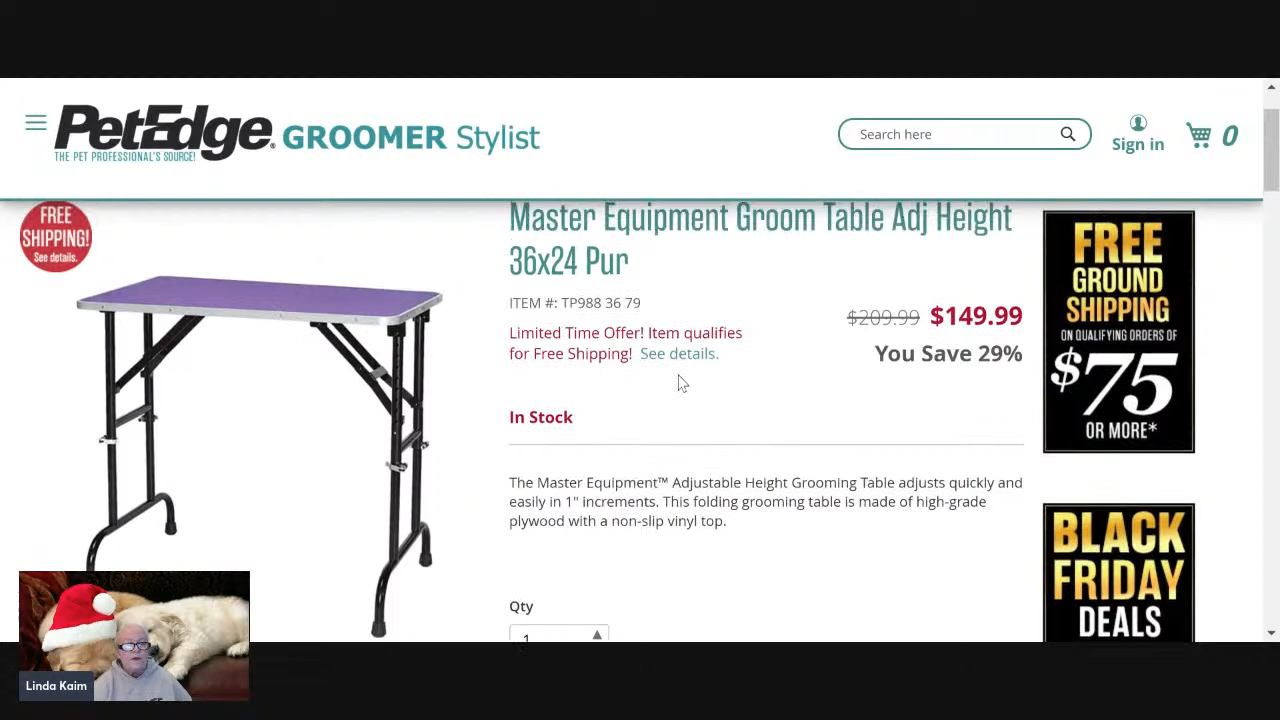 PetEdge® GROOMER Stylist
THE PET PROFESSIONAL'S SOURCE!
Search here
Sign in
0
FREE
SHIPPING!
See details.
Master Equipment Groom Table Adj Height
36x24 Pur
ITEM #: TP988 36 79
$209.99 $149.99
Limited Time Offer! Item qualifies
for Free Shipping! See details.
You Save 29%
In Stock
The Master Equipment™ Adjustable Height Grooming Table adjusts quickly and
easily in 1" increments. This folding grooming table is made of high-grade
plywood with a non-slip vinyl top.
Qty
1
FREE
GROUND
SHIPPING
ON QUALIFYING ORDERS OF
$75
OR MORE*
BLACK
FRIDAY
DEALS
Linda Kaim